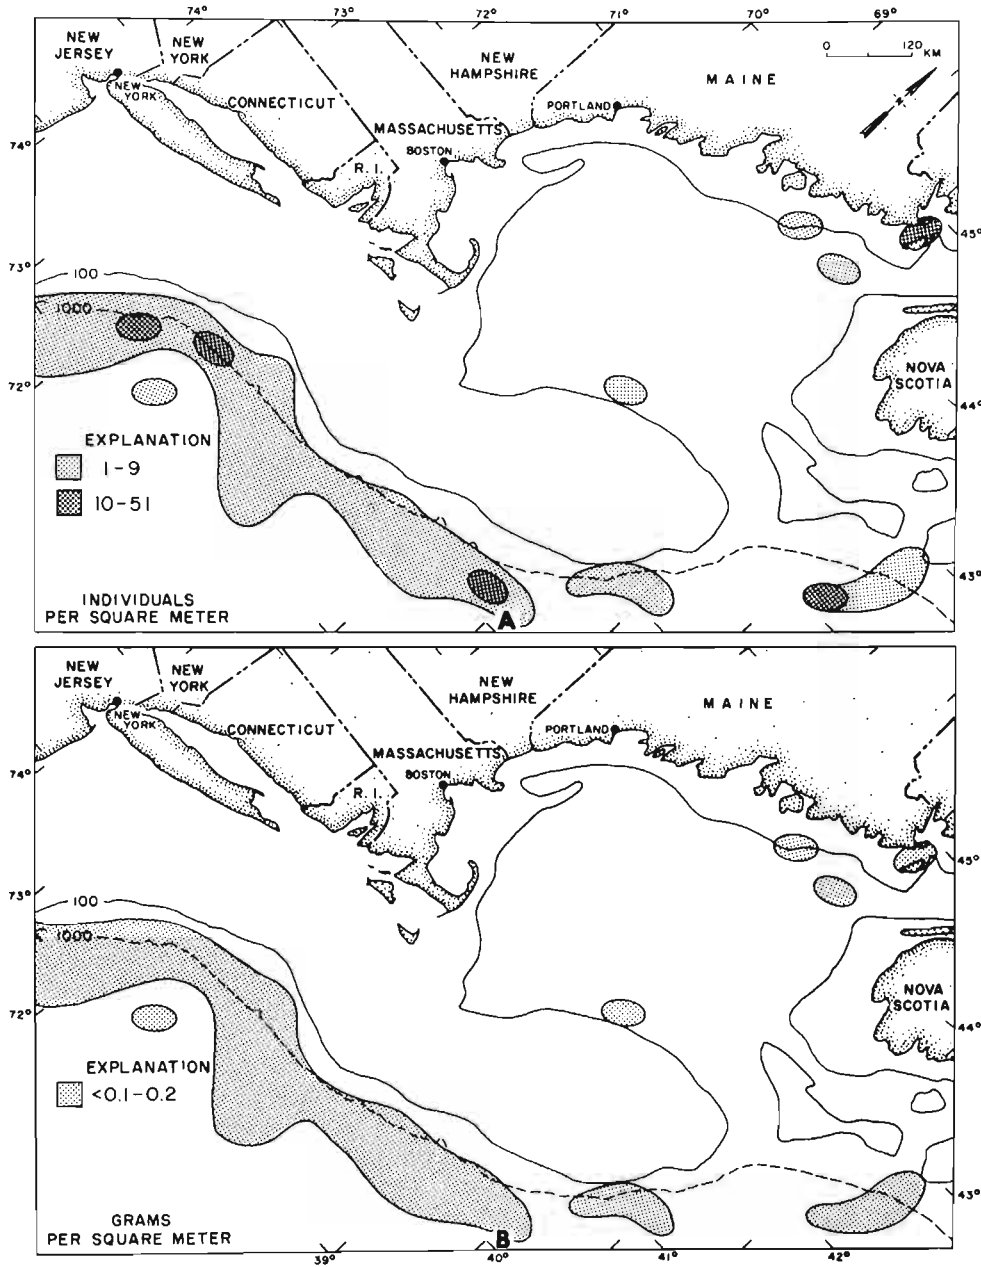 74° 73° 72° 71° 70° 69°
NEW JERSEY
NEW YORK
NEW YORK
CONNECTICUT
MASSACHUSETTS
BOSTON
R. I.
NEW HAMPSHIRE
PORTLAND
MAINE
0 120 KM
74°
73°
72°
45°
44°
43°
100
1000
NOVA SCOTIA
EXPLANATION
1-9
10-51
INDIVIDUALS
PER SQUARE METER
A
NEW JERSEY
NEW YORK
NEW YORK
CONNECTICUT
MASSACHUSETTS
BOSTON
R. I.
NEW HAMPSHIRE
PORTLAND
MAINE
74°
73°
72°
45°
44°
43°
100
1000
NOVA SCOTIA
EXPLANATION
<0.1-0.2
GRAMS
PER SQUARE METER
B
39° 40° 41° 42°